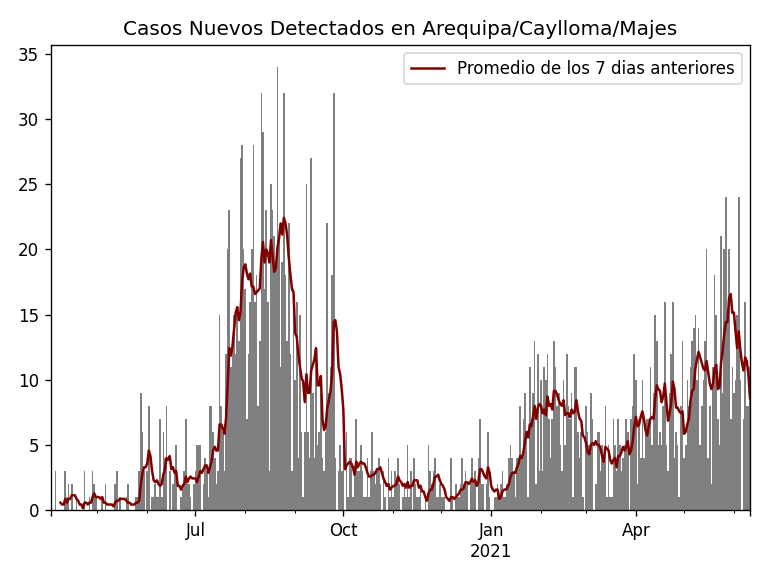 Casos Nuevos Detectados en Arequipa/Caylloma/Majes
Promedio de los 7 dias anteriores
35
30
25
20
15
10
5
0
Jul
Oct
Jan
2021
Apr